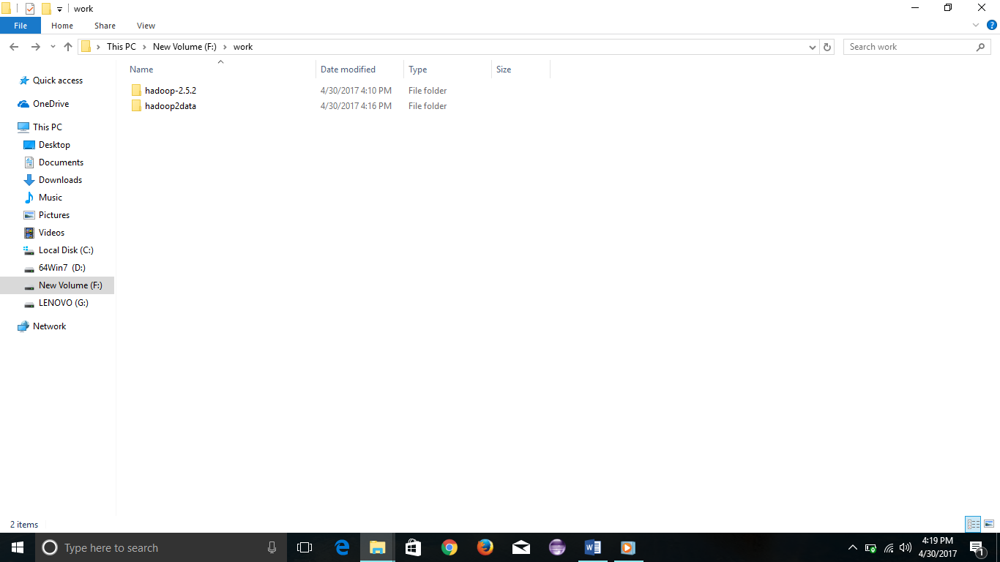 work
File Home Share View
This PC New Volume (F:) work
Search work
Name Date modified Type Size
hadoop-2.5.2 4/30/2017 4:10 PM File folder
hadoop2data 4/30/2017 4:16 PM File folder
Quick access
OneDrive
This PC
Desktop
Documents
Downloads
Music
Pictures
Videos
Local Disk (C:)
64Win7 (D:)
New Volume (F:)
LENOVO (G:)
Network
2 items
Type here to search
4:19 PM
4/30/2017
1